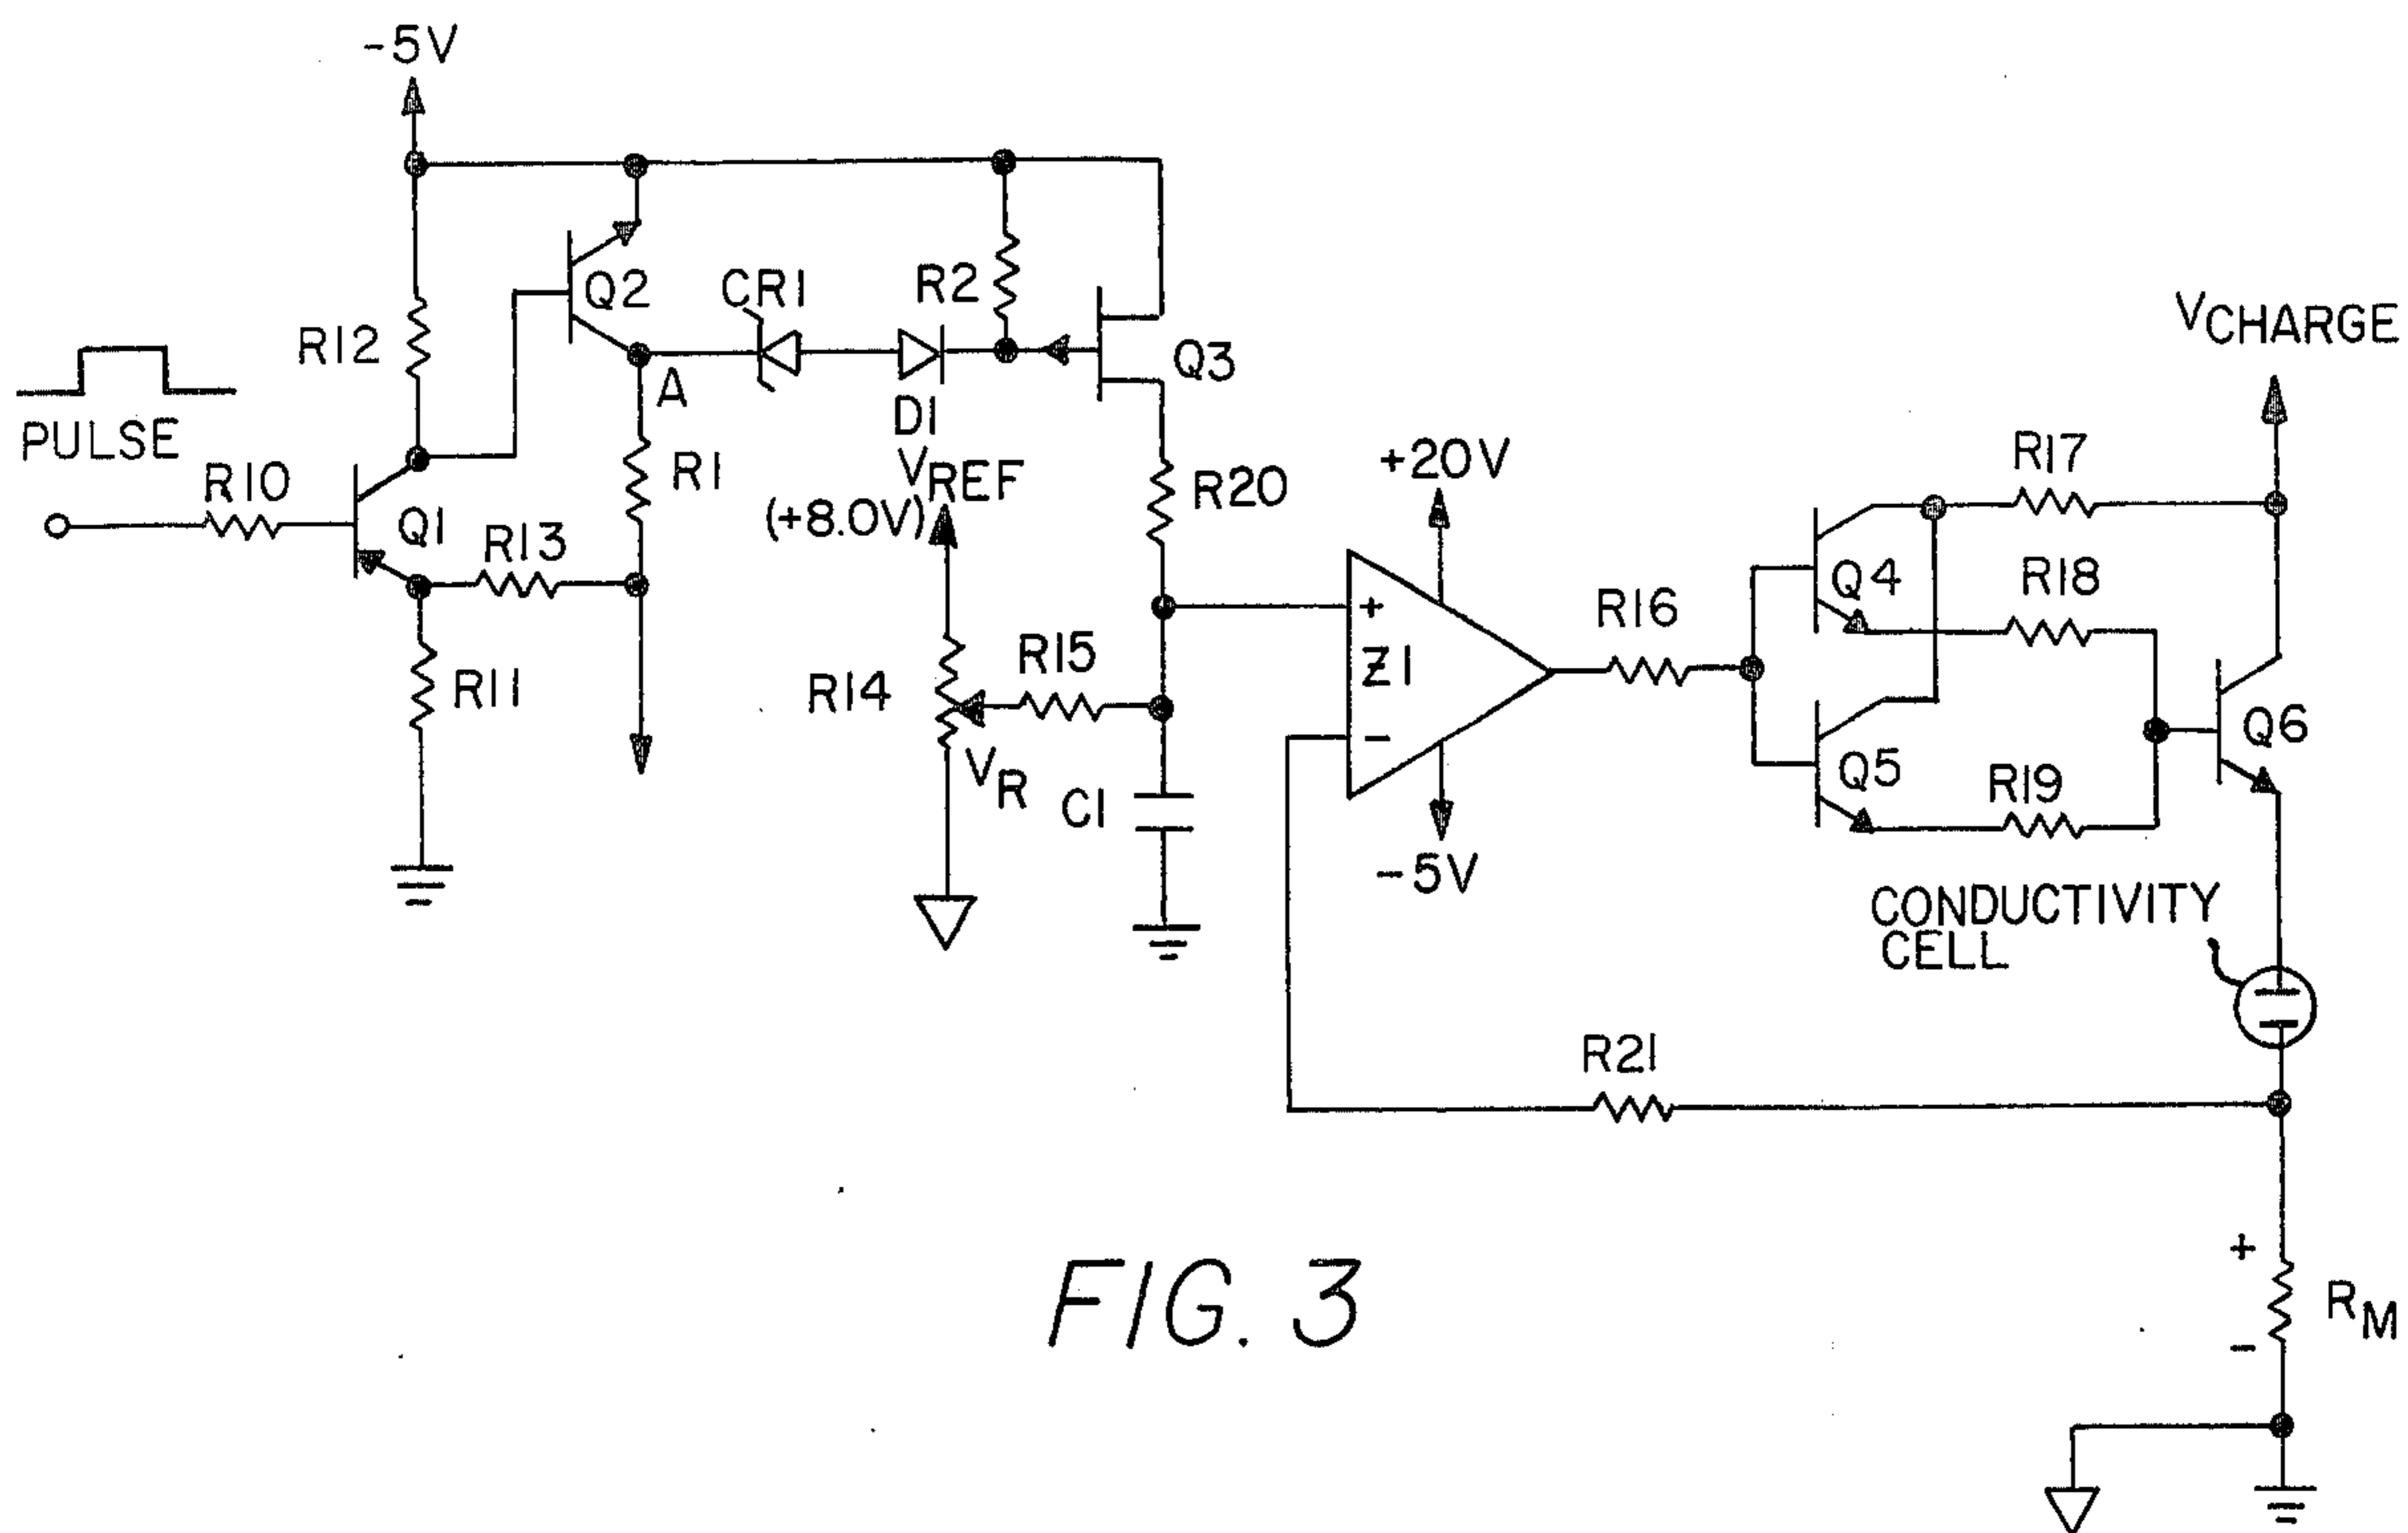 -5V
Q2
CR1
R2
Q3
R12
A
D1
VCHARGE
PULSE
R10
Q1
R13
R1
VREF
(+8.0V)
R20
+20V
R17
Q4
R18
R11
R14
R15
VR
C1
+
Z1
-
-5V
R16
Q5
R19
Q6
CONDUCTIVITY
CELL
R21
+
RM
-
FIG. 3